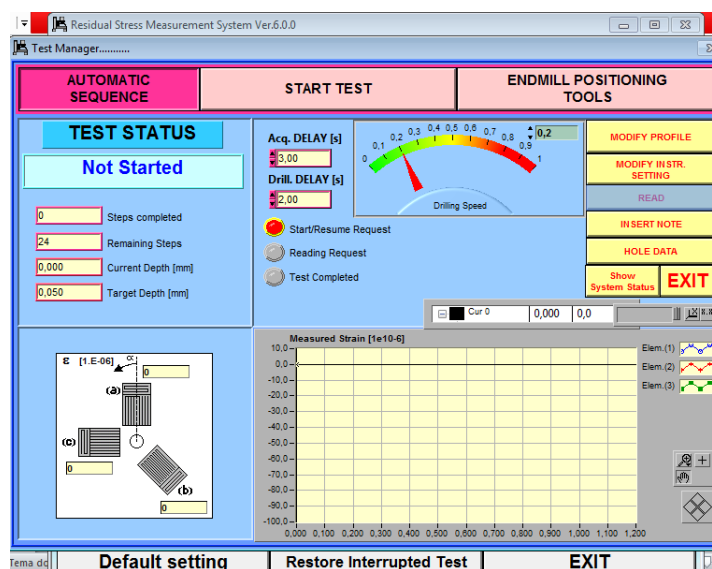 Residual Stress Measurement System Ver.6.0.0
Test Manager...........
AUTOMATIC
SEQUENCE
START TEST
ENDMILL POSITIONING
TOOLS
TEST STATUS
Not Started
0 Steps completed
24 Remaining Steps
0,000 Current Depth [mm]
0,050 Target Depth [mm]
Acq. DELAY [s]
3,00
Drill. DELAY [s]
2,00
Start/Resume Request
Reading Request
Test Completed
0 0,1 0,2 0,3 0,4 0,5 0,6 0,7 0,8 0,9 1
0,2
Drilling Speed
MODIFY PROFILE
MODIFY INSTR.
SETTING
READ
INSERT NOTE
HOLE DATA
Show
System Status
EXIT
Cur 0 0,000 0,0
ε [1.E-06]
α
0
(a)
(c)
0
(b)
0
Measured Strain [1e10-6]
10,0
0,0
-10,0
-20,0
-30,0
-40,0
-50,0
-60,0
-70,0
-80,0
-90,0
-100,0
0,000 0,100 0,200 0,300 0,400 0,500 0,600 0,700 0,800 0,900 1,000 1,100 1,200
Elem.(1)
Elem.(2)
Elem.(3)
Tema do
Default setting
Restore Interrupted Test
EXIT